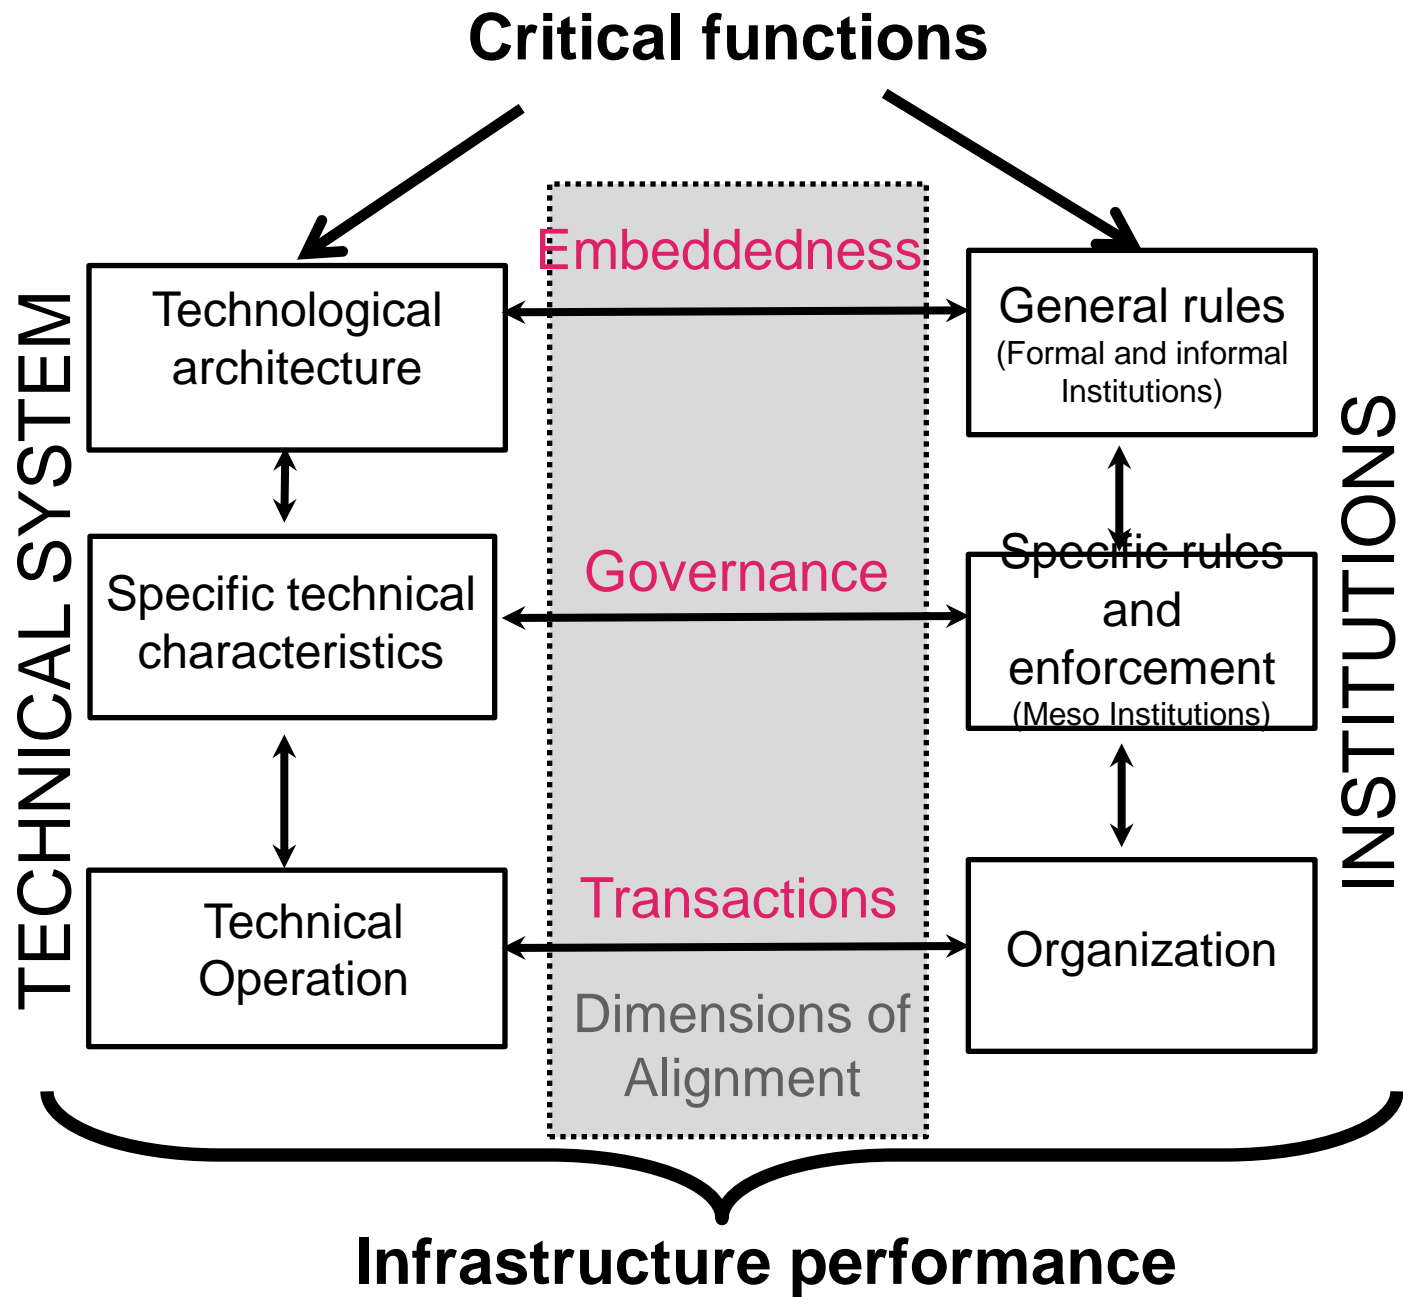 Critical functions
TECHNICAL SYSTEM
Technological
architecture
Embeddedness
General rules
(Formal and informal
Institutions)
INSTITUTIONS
Specific technical
characteristics
Governance
Specific rules
and
enforcement
(Meso Institutions)
Technical
Operation
Transactions
Organization
Dimensions of
Alignment
Infrastructure performance